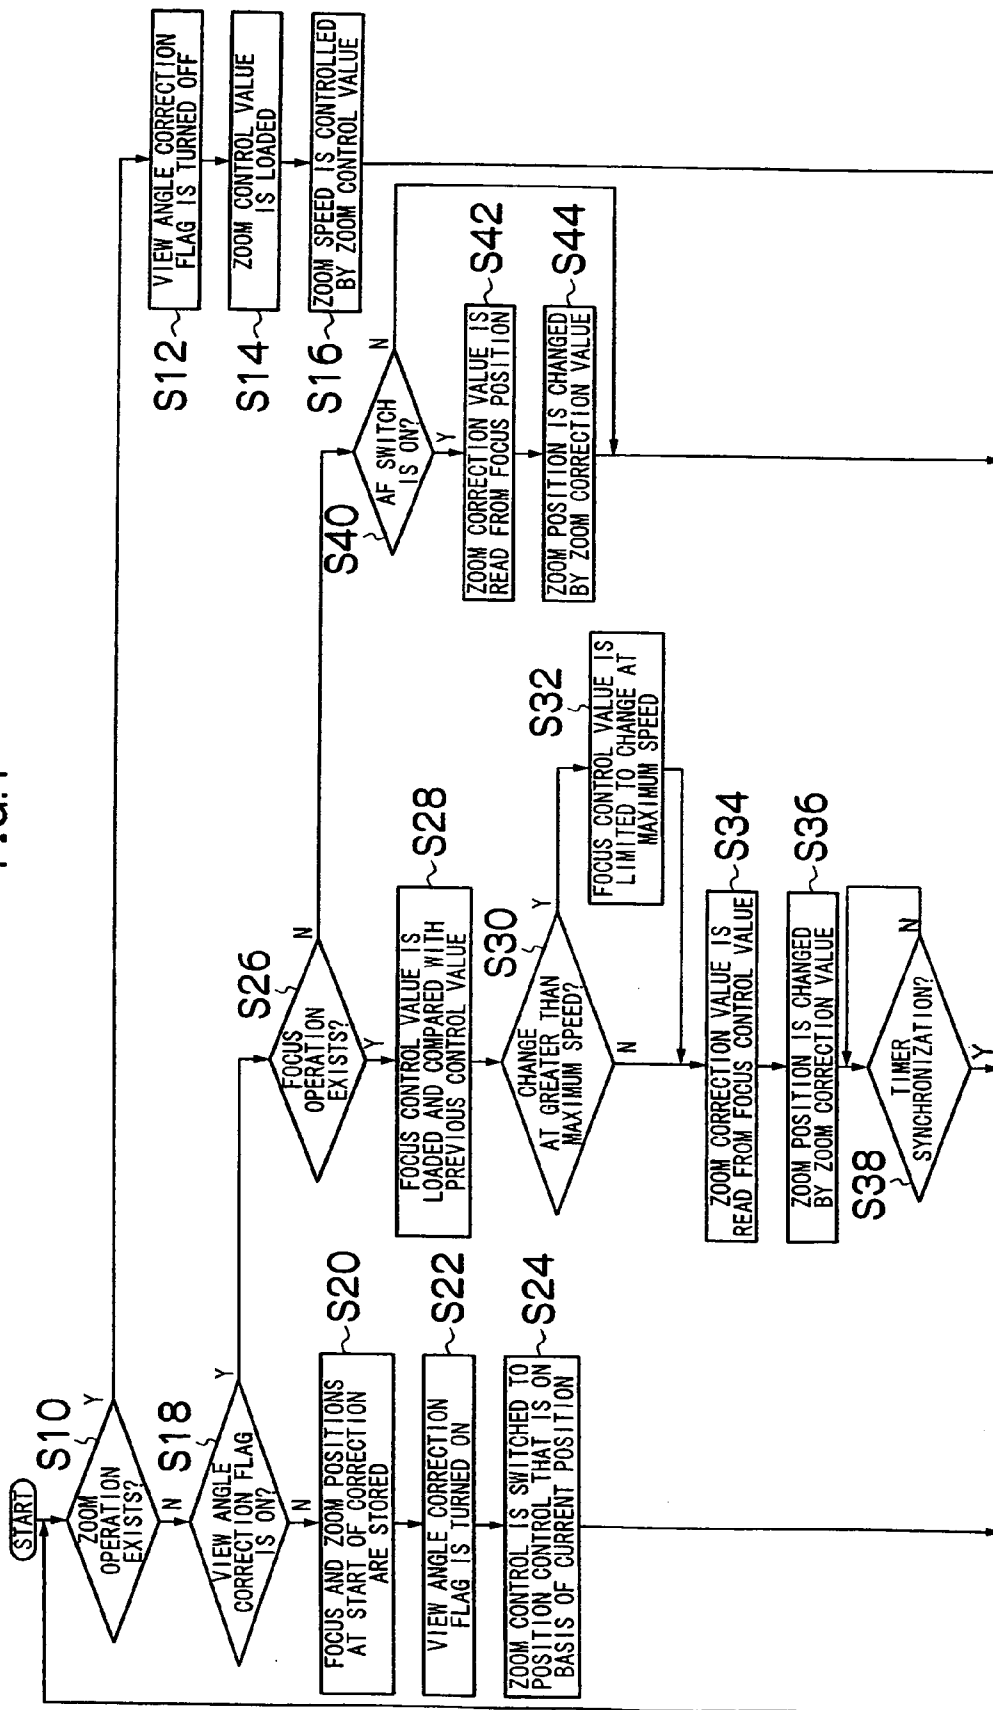 START
S10
ZOOM
OPERATION
EXISTS?
Y
N
S12
VIEW ANGLE CORRECTION
FLAG IS TURNED OFF
S14
ZOOM CONTROL VALUE
IS LOADED
S16
ZOOM SPEED IS CONTROLLED
BY ZOOM CONTROL VALUE
S18
VIEW ANGLE
CORRECTION FLAG
IS ON?
Y
N
S20
FOCUS AND ZOOM POSITIONS
AT START OF CORRECTION
ARE STORED
S22
VIEW ANGLE CORRECTION
FLAG IS TURNED ON
S24
ZOOM CONTROL IS SWITCHED TO
POSITION CONTROL THAT IS ON
BASIS OF CURRENT POSITION
S26
FOCUS
OPERATION
EXISTS?
N
Y
S28
FOCUS CONTROL VALUE IS
LOADED AND COMPARED WITH
PREVIOUS CONTROL VALUE
S30
CHANGE
AT GREATER THAN
MAXIMUM SPEED?
Y
N
S32
FOCUS CONTROL VALUE IS
LIMITED TO CHANGE AT
MAXIMUM SPEED
S34
ZOOM CORRECTION VALUE IS
READ FROM FOCUS CONTROL VALUE
S36
ZOOM POSITION IS CHANGED
BY ZOOM CORRECTION VALUE
S38
TIMER
SYNCHRONIZATION?
N
Y
S40
AF SWITCH
IS ON?
N
Y
S42
ZOOM CORRECTION VALUE IS
READ FROM FOCUS POSITION
S44
ZOOM POSITION IS CHANGED
BY ZOOM CORRECTION VALUE